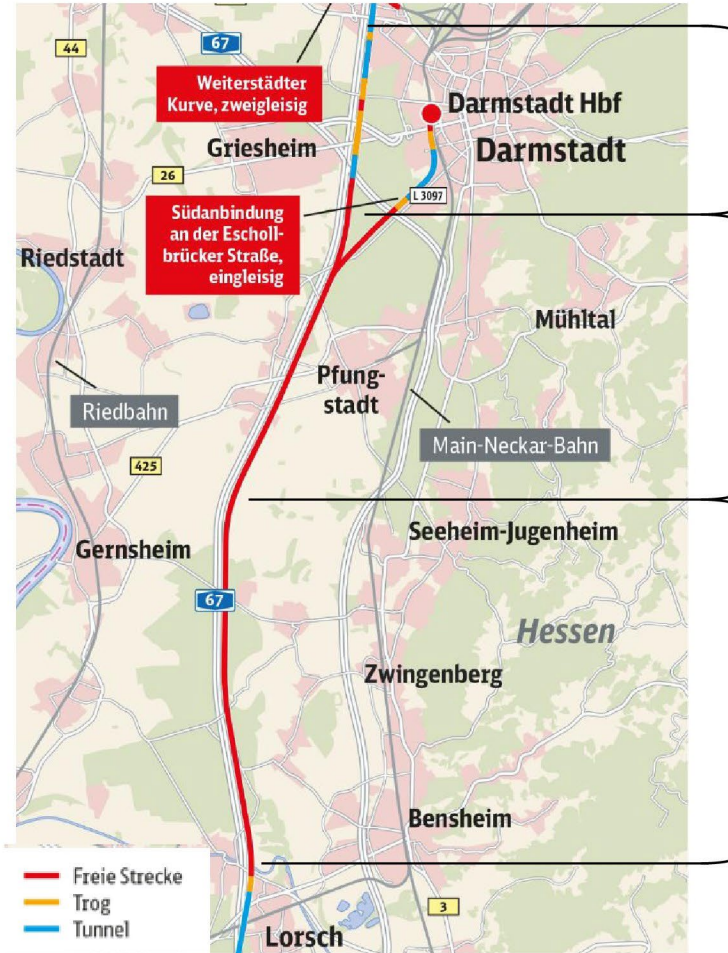 44
67
Weiterstädter
Kurve, zweigleisig
Darmstadt Hbf
Darmstadt
Griesheim
26
L 3097
Südanbindung
an der Escholl-
brücker Straße,
eingleisig
Riedstadt
Mühltal
Pfung-
stadt
Riedbahn
Main-Neckar-Bahn
425
Seeheim-Jugenheim
Gernsheim
67
Hessen
Zwingenberg
Bensheim
Freie Strecke
Trog
Tunnel
3
Lorsch